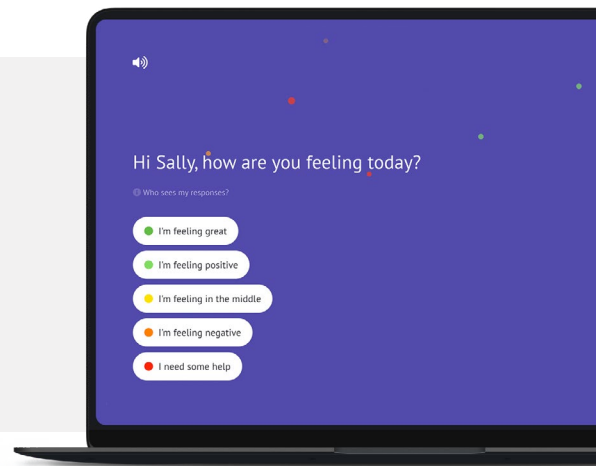 Hi Sally, how are you feeling today?
Who sees my responses?
I'm feeling great
I'm feeling positive
I'm feeling in the middle
I'm feeling negative
I need some help